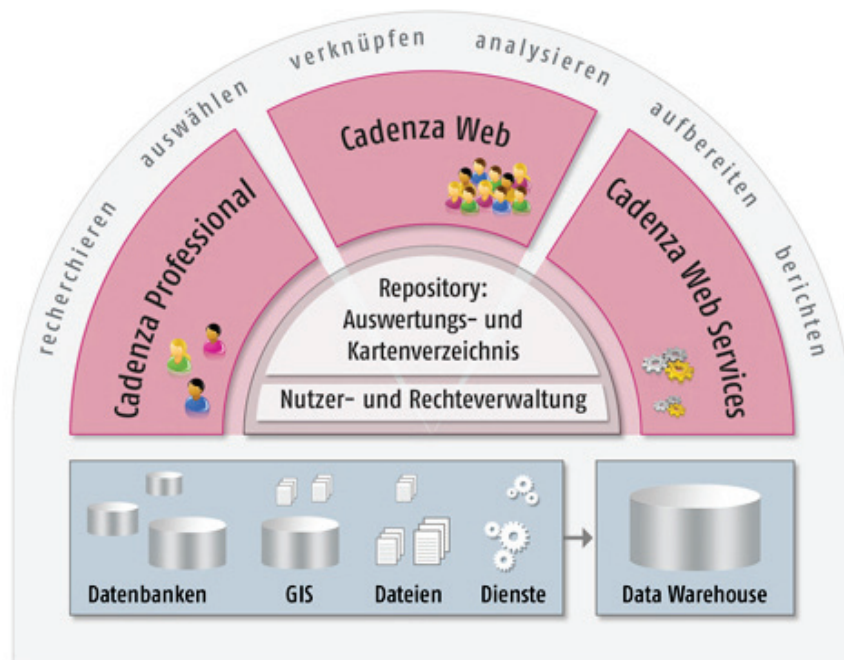 recherchieren auswählen verknüpfen analysieren aufbereiten berichten
Cadenza Professional
Cadenza Web
Cadenza Web Services
Repository:
Auswertungs- und
Kartenverzeichnis
Nutzer- und Rechteverwaltung
Datenbanken
GIS
Dateien
Dienste
Data Warehouse